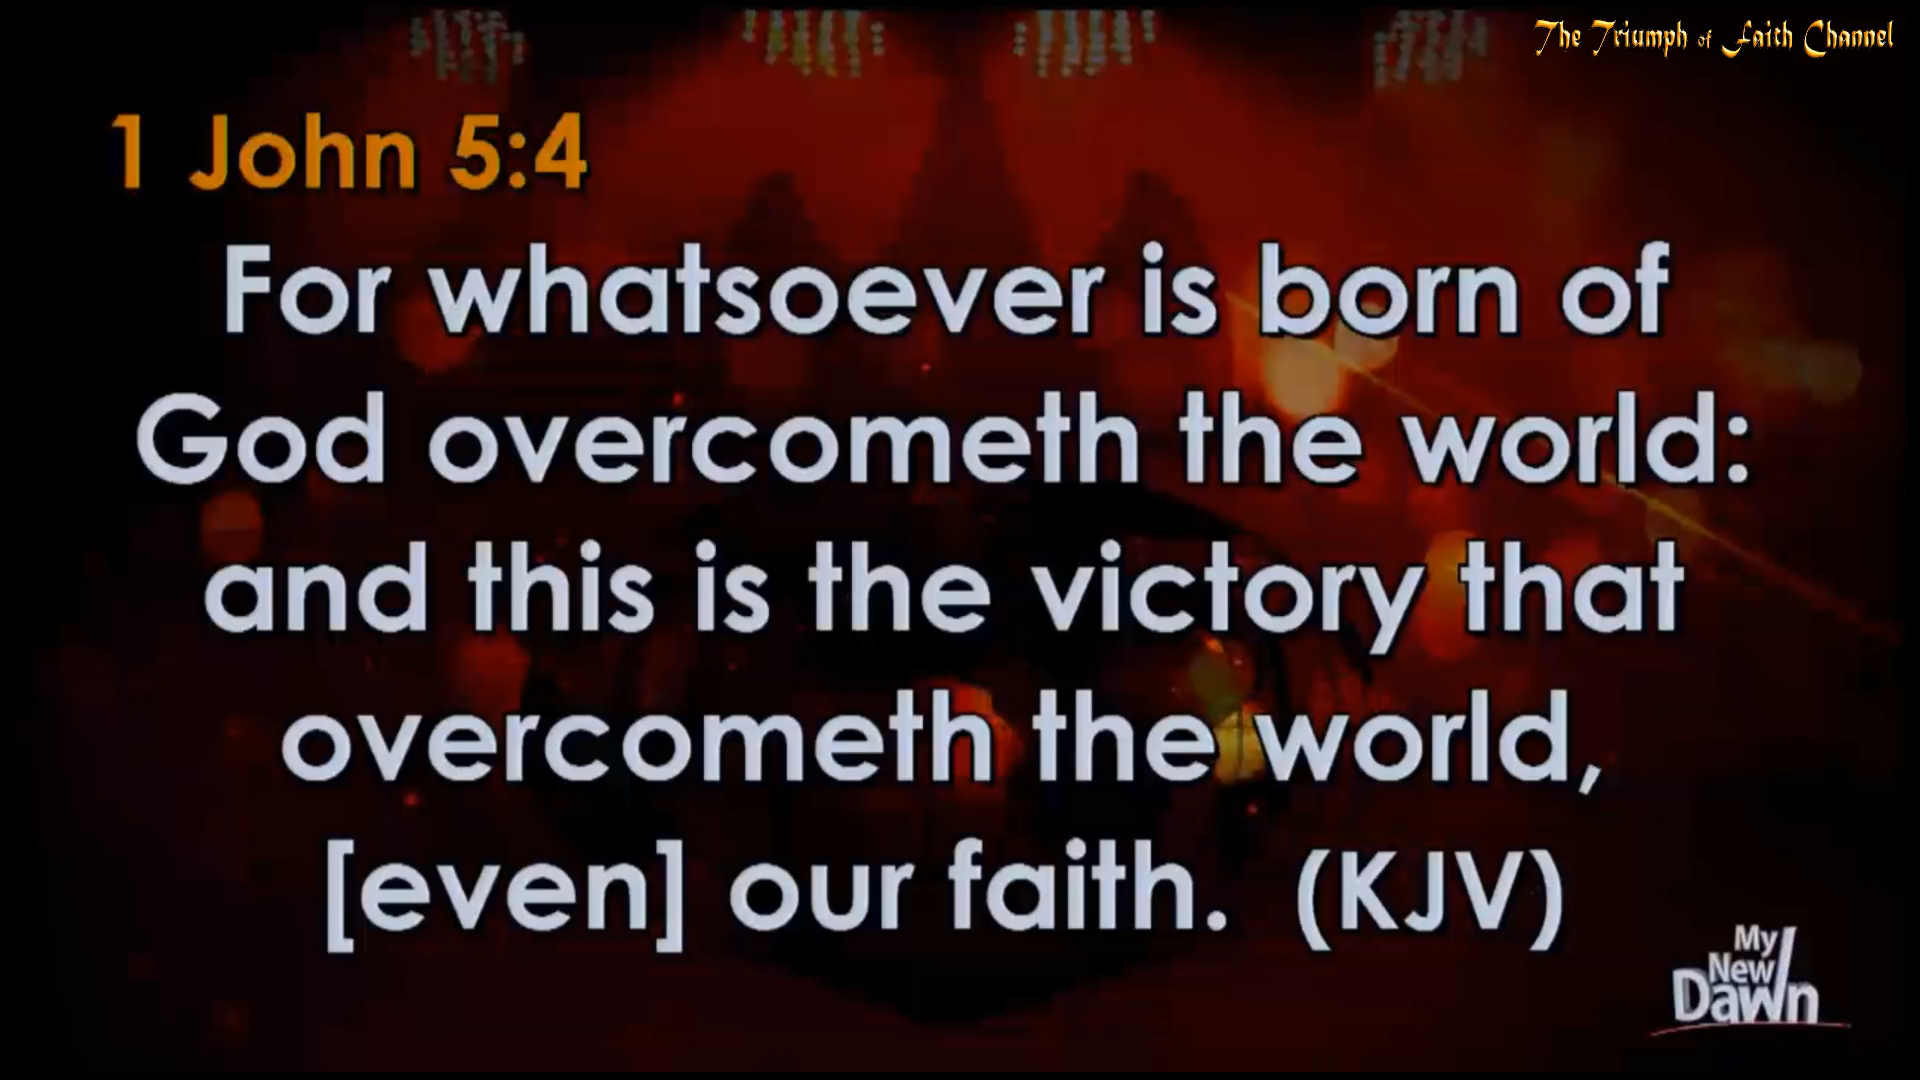 The Triumph of Faith Channel
1 John 5:4
For whatsoever is born of
God overcometh the world:
and this is the victory that
overcometh the world,
[even] our faith. (KJV)
My
New
Dawn